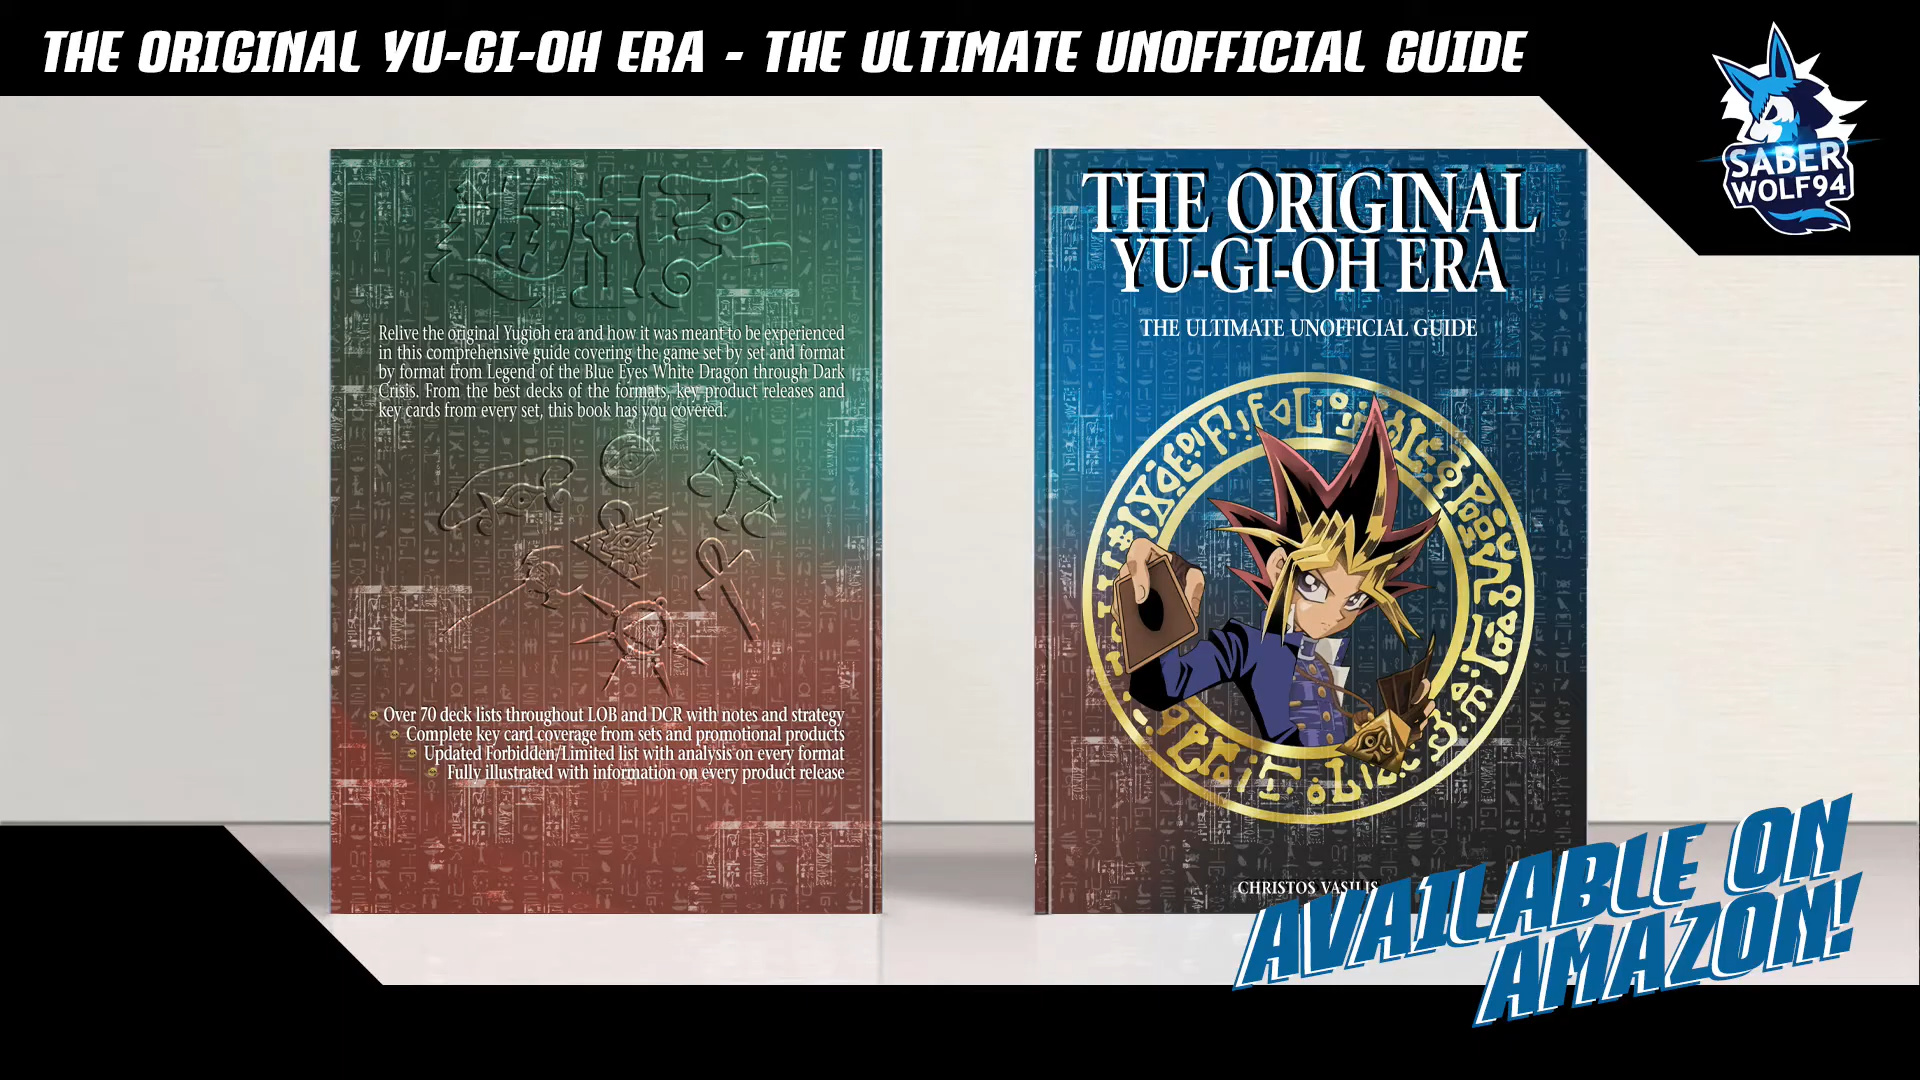 THE ORIGINAL YU-GI-OH ERA - THE ULTIMATE UNOFFICIAL GUIDE
SABER
WOLF94
Relive the original Yugioh era and how it was meant to be experienced
in this comprehensive guide covering the game set by set and format
by format from Legend of the Blue Eyes White Dragon through Dark
Crisis. From the best decks of the formats, key product releases and
key cards from every set, this book has you covered.
Over 70 deck lists throughout LOB and DCR with notes and strategy
Complete key card coverage from sets and promotional products
Updated Forbidden/Limited list with analysis on every format
Fully illustrated with information on every product release
THE ORIGINAL
YU-GI-OH ERA
THE ULTIMATE UNOFFICIAL GUIDE
CHRISTOS VASILIS
AVAILABLE ON
AMAZON!